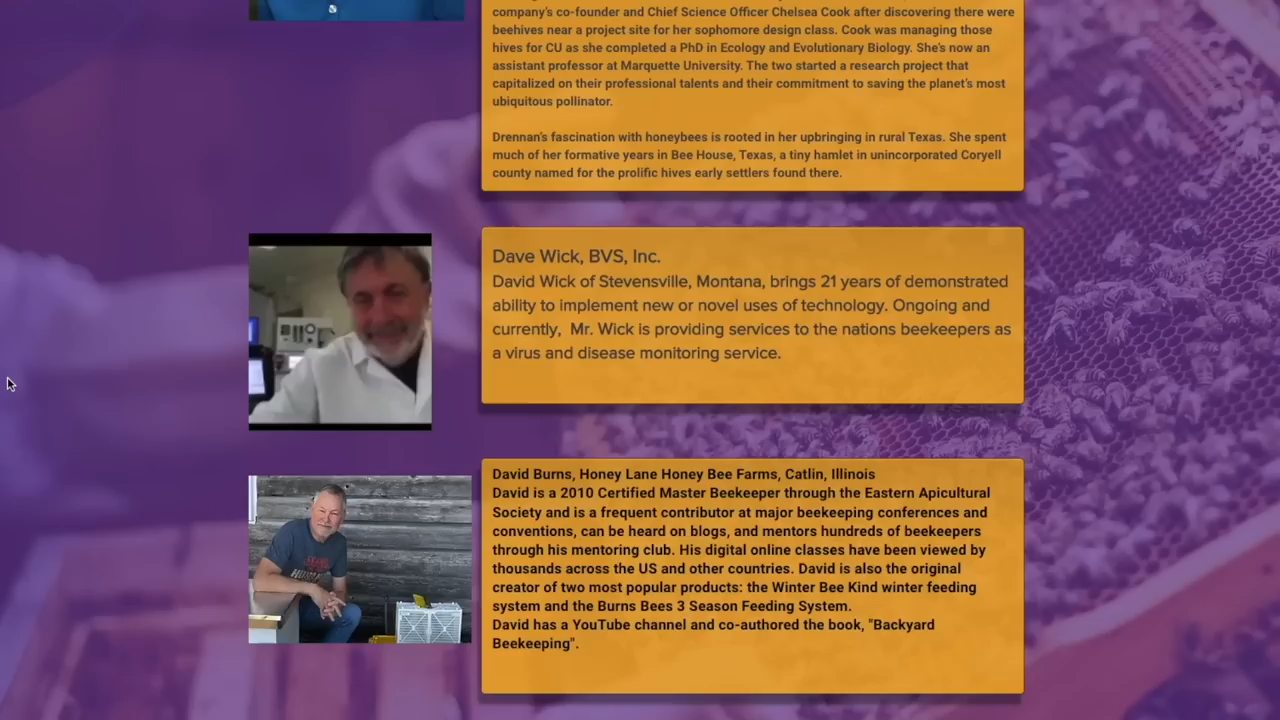 company's co-founder and Chief Science Officer Chelsea Cook after discovering there were
beehives near a project site for her sophomore design class. Cook was managing those
hives for CU as she completed a PhD in Ecology and Evolutionary Biology. She's now an
assistant professor at Marquette University. The two started a research project that
capitalized on their professional talents and their commitment to saving the planet's most
ubiquitous pollinator.
Drennan's fascination with honeybees is rooted in her upbringing in rural Texas. She spent
much of her formative years in Bee House, Texas, a tiny hamlet in unincorporated Coryell
county named for the prolific hives early settlers found there.
Dave Wick, BVS, Inc.
David Wick of Stevensville, Montana, brings 21 years of demonstrated
ability to implement new or novel uses of technology. Ongoing and
currently,  Mr. Wick is providing services to the nations beekeepers as
a virus and disease monitoring service.
David Burns, Honey Lane Honey Bee Farms, Catlin, Illinois
David is a 2010 Certified Master Beekeeper through the Eastern Apicultural
Society and is a frequent contributor at major beekeeping conferences and
conventions, can be heard on blogs, and mentors hundreds of beekeepers
through his mentoring club. His digital online classes have been viewed by
thousands across the US and other countries. David is also the original
creator of two most popular products: the Winter Bee Kind winter feeding
system and the Burns Bees 3 Season Feeding System.
David has a YouTube channel and co-authored the book, "Backyard
Beekeeping".